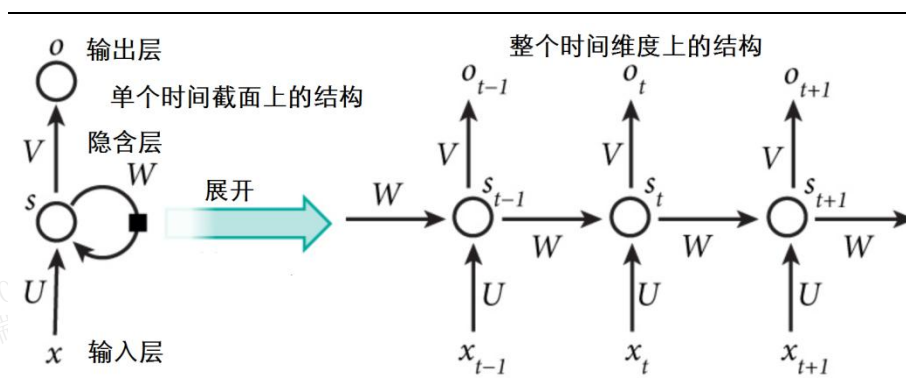 o 输出层
整个时间维度上的结构
单个时间截面上的结构
o_{t-1} o_t o_{t+1}
V 隐含层 V V V
W
s 展开 W s_{t-1} s_t s_{t+1}
W W W
U U U U
x 输入层 x_{t-1} x_t x_{t+1}